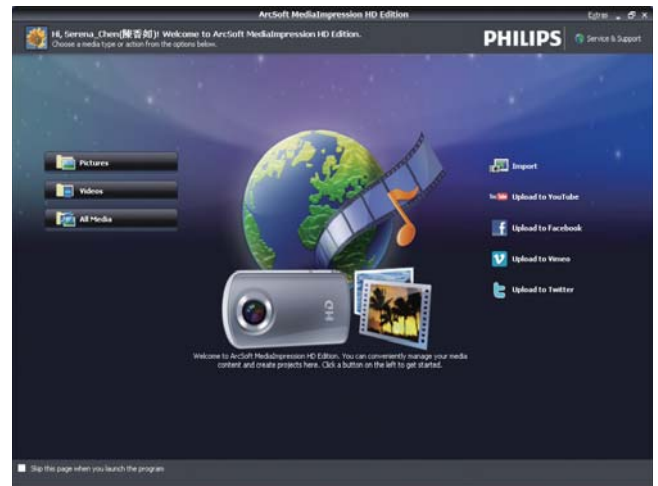 ArcSoft MediaImpression HD Edition
Extras
Hi, Serena_Chen(陳香如)! Welcome to ArcSoft MediaImpression HD Edition.
Choose a media type or action from the options below.
PHILIPS
Service & Support
Pictures
Videos
All Media
Import
Upload to YouTube
Upload to Facebook
Upload to Vimeo
Upload to Twitter
HD
Welcome to ArcSoft MediaImpression HD Edition. You can conveniently manage your media
content and create projects here. Click a button on the left to get started.
Skip this page when you launch the program